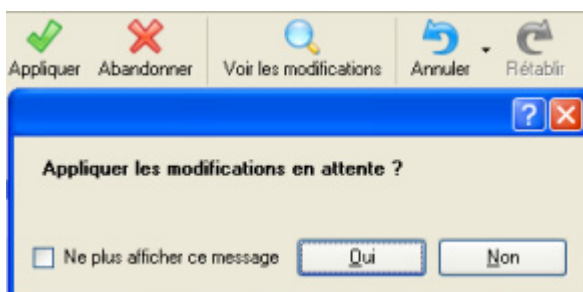 Appliquer Abandonner Voir les modifications Annuler Rétablir
?
Appliquer les modifications en attente ?
Ne plus afficher ce message Oui Non